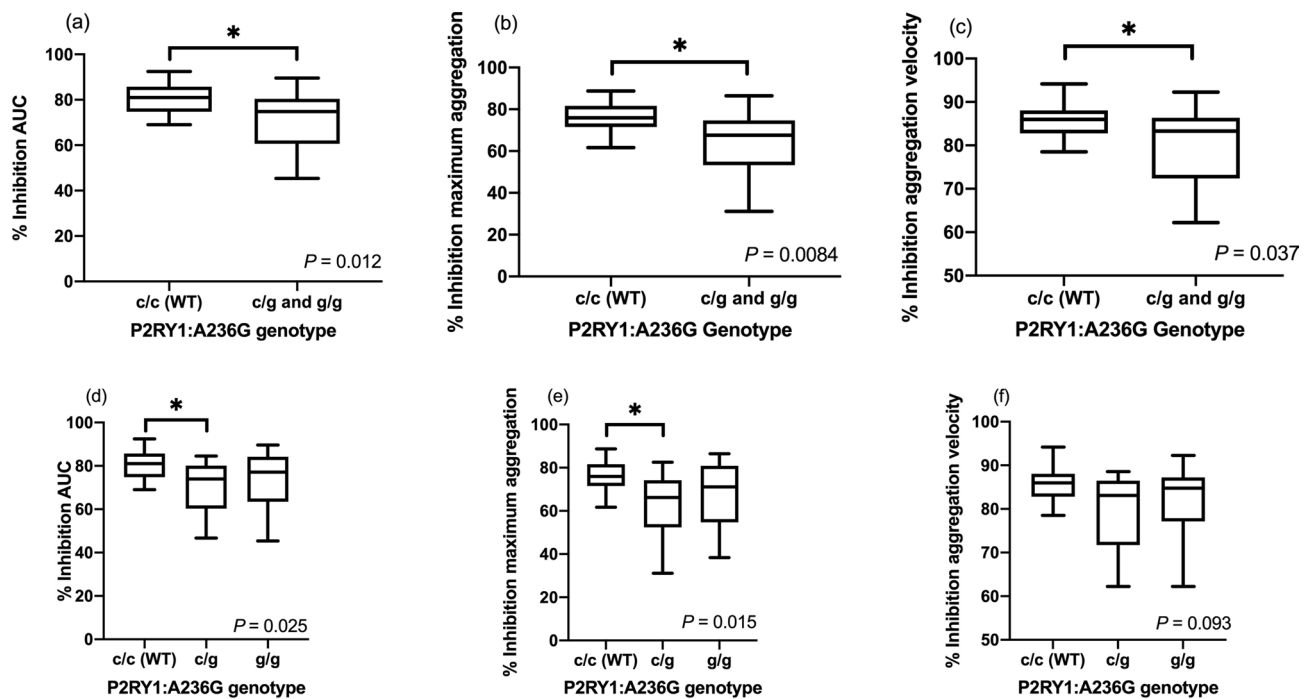 (a)
*
% Inhibition AUC
100
80
60
40
20
0
P = 0.012
c/c (WT) c/g and g/g
P2RY1:A236G genotype
(b)
*
% Inhibition maximum aggregation
100
80
60
40
20
0
P = 0.0084
c/c (WT) c/g and g/g
P2RY1:A236G Genotype
(c)
*
% Inhibition aggregation velocity
100
90
80
70
60
50
P = 0.037
c/c (WT) c/g and g/g
P2RY1:A236G genotype
(d)
*
% Inhibition AUC
100
80
60
40
20
0
P = 0.025
c/c (WT) c/g g/g
P2RY1:A236G genotype
(e)
*
% Inhibition maximum aggregation
100
80
60
40
20
0
P = 0.015
c/c (WT) c/g g/g
P2RY1:A236G genotype
(f)
% Inhibition aggregation velocity
100
90
80
70
60
50
P = 0.093
c/c (WT) c/g g/g
P2RY1:A236G genotype